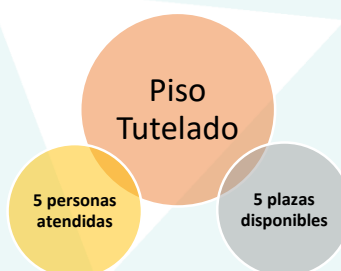 Piso
Tutelado
5 personas
atendidas
5 plazas
disponibles